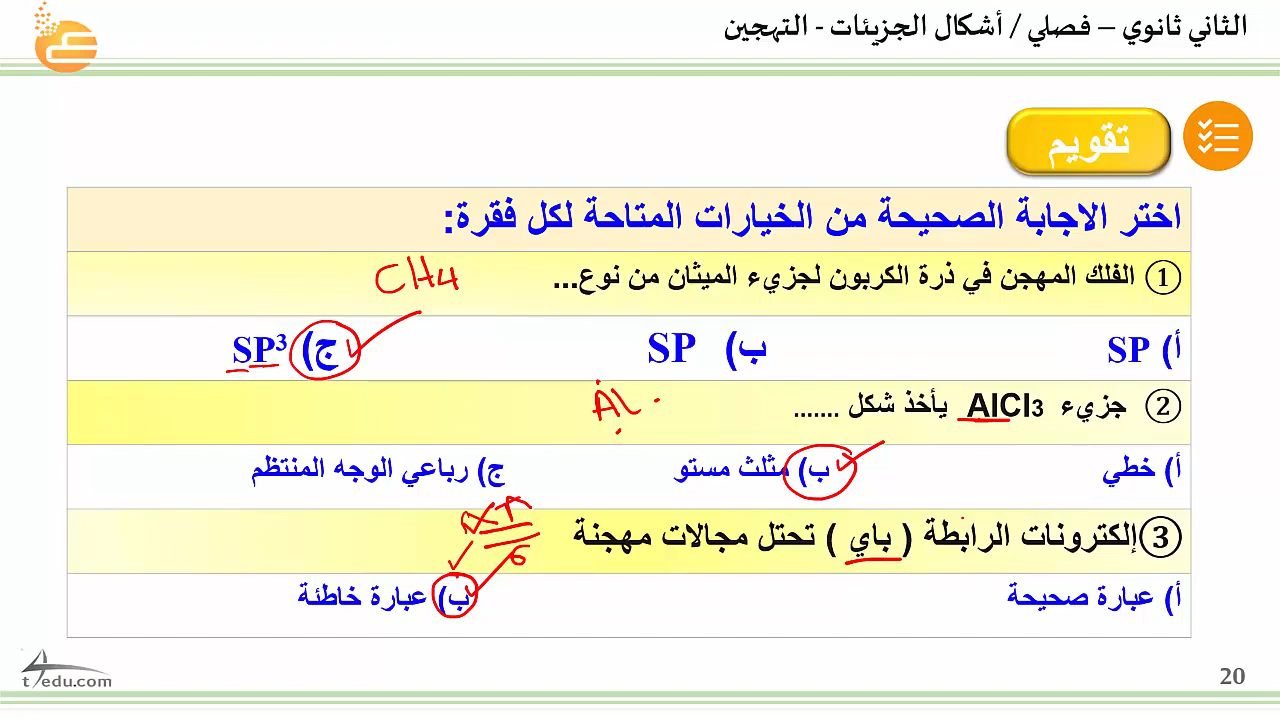 الثاني ثانوي – فصلي / أشكال الجزيئات - التهجين
تقويم
اختر الاجابة الصحيحة من الخيارات المتاحة لكل فقرة:
① الفلك المهجن في ذرة الكربون لجزيء الميثان من نوع... CH4
أ) SP ب) SP ج) SP³
② جزيء AlCl3 يأخذ شكل ....... Al
أ) خطي ب) مثلث مستو ج) رباعي الوجه المنتظم
③ إلكترونات الرابطة ( باي ) تحتل مجالات مهجنة
أ) عبارة صحيحة ب) عبارة خاطئة
t4edu.com
20